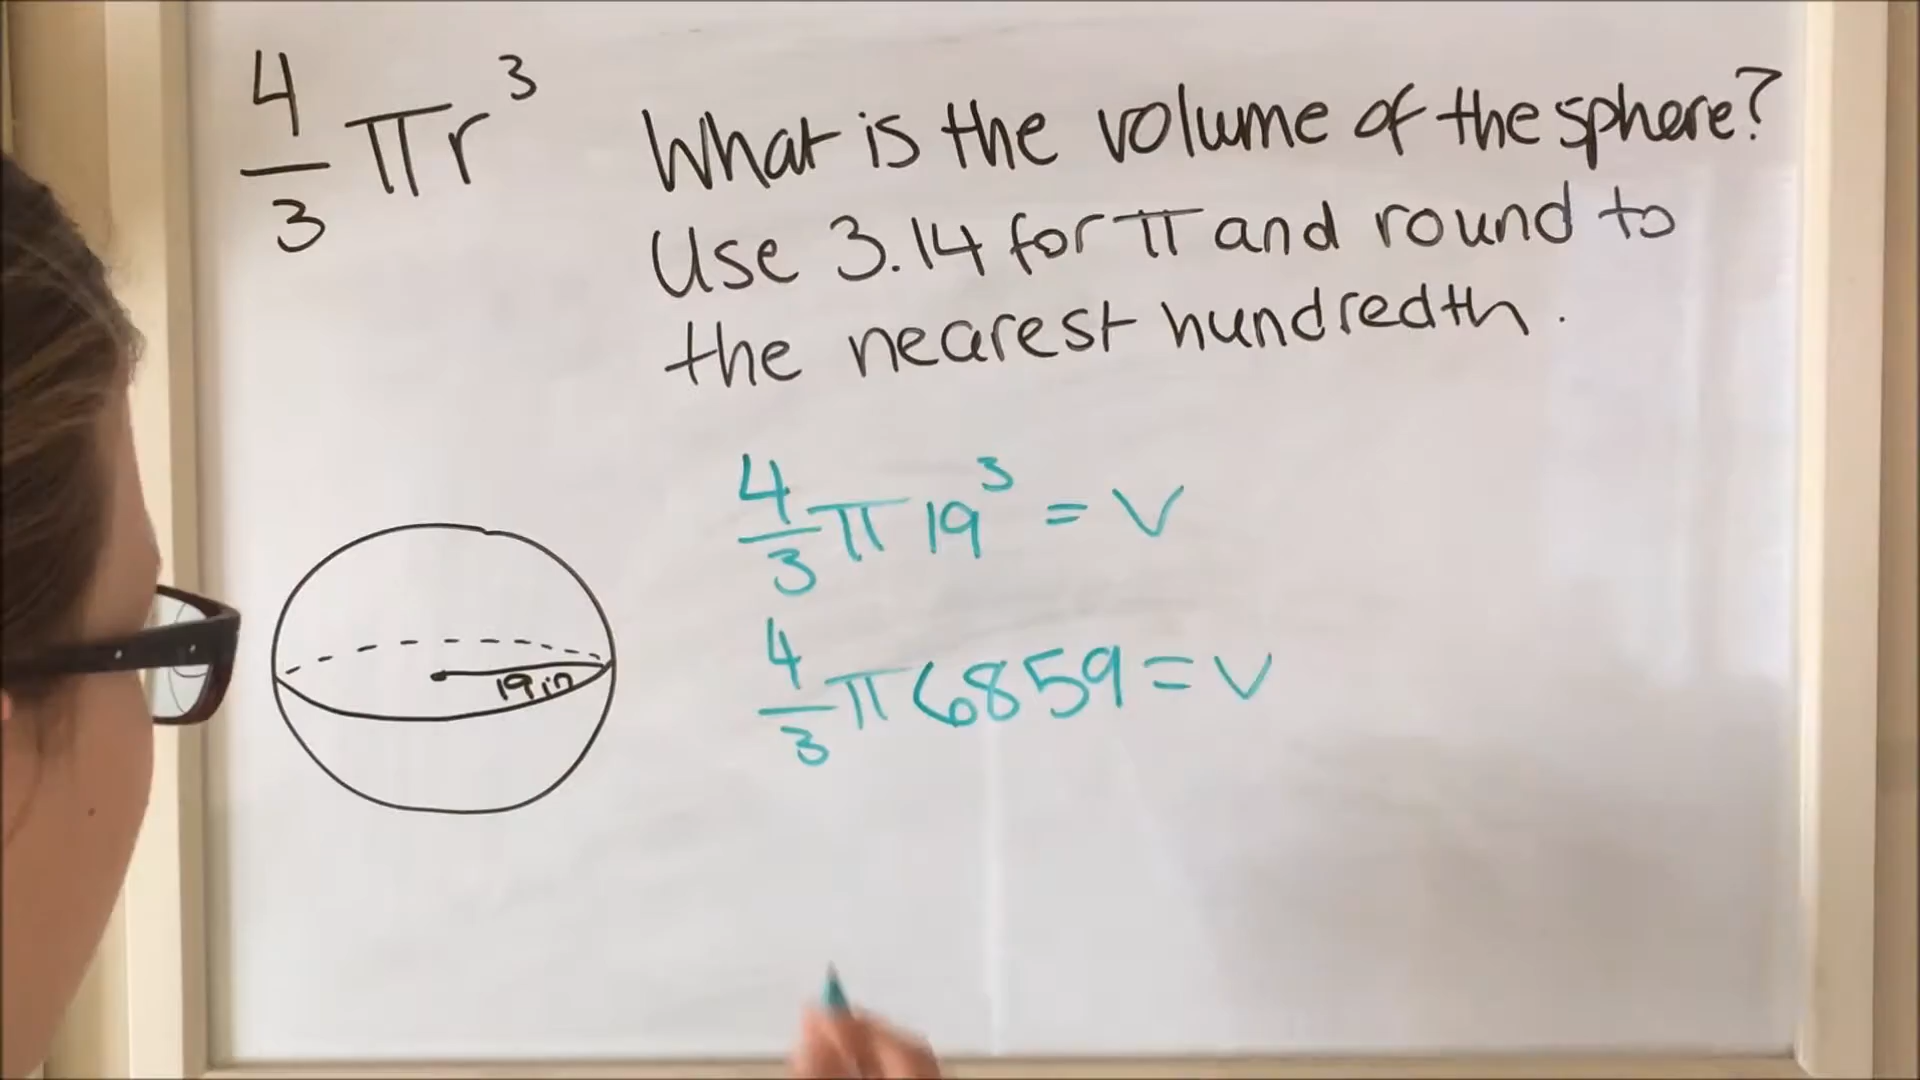 4/3 πr³
What is the volume of the sphere?
Use 3.14 for π and round to
the nearest hundredth.
4/3 π 19³ = V
4/3 π 6859 = V
19 in